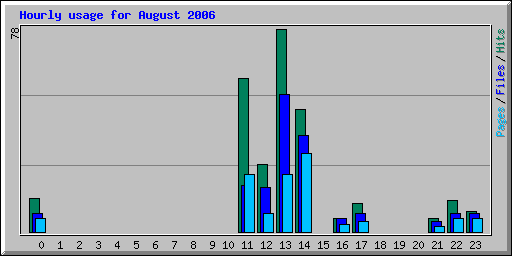 Hourly usage for August 2006
78
Pages/Files/Hits
0 1 2 3 4 5 6 7 8 9 10 11 12 13 14 15 16 17 18 19 20 21 22 23